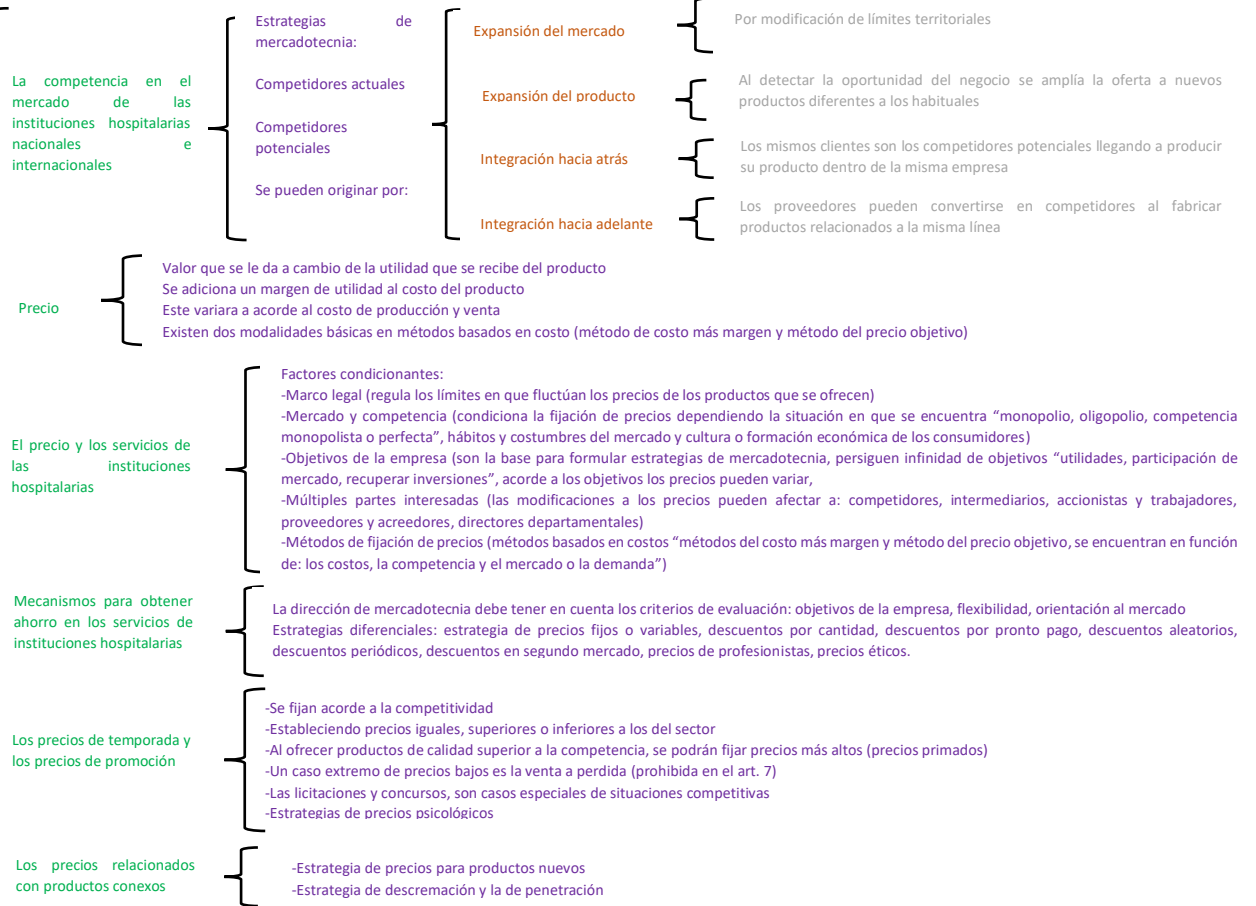 La competencia en el
mercado de las
instituciones hospitalarias
nacionales e
internacionales
Estrategias de
mercadotecnia:
Competidores actuales
Competidores
potenciales
Se pueden originar por:
Expansión del mercado
Por modificación de límites territoriales
Expansión del producto
Al detectar la oportunidad del negocio se amplía la oferta a nuevos
productos diferentes a los habituales
Integración hacia atrás
Los mismos clientes son los competidores potenciales llegando a producir
su producto dentro de la misma empresa
Integración hacia adelante
Los proveedores pueden convertirse en competidores al fabricar
productos relacionados a la misma línea
Precio
Valor que se le da a cambio de la utilidad que se recibe del producto
Se adiciona un margen de utilidad al costo del producto
Este variara a acorde al costo de producción y venta
Existen dos modalidades básicas en métodos basados en costo (método de costo más margen y método del precio objetivo)
El precio y los servicios de
las instituciones
hospitalarias
Factores condicionantes:
-Marco legal (regula los límites en que fluctúan los precios de los productos que se ofrecen)
-Mercado y competencia (condiciona la fijación de precios dependiendo la situación en que se encuentra “monopolio, oligopolio, competencia
monopolista o perfecta”, hábitos y costumbres del mercado y cultura o formación económica de los consumidores)
-Objetivos de la empresa (son la base para formular estrategias de mercadotecnia, persiguen infinidad de objetivos “utilidades, participación de
mercado, recuperar inversiones”, acorde a los objetivos los precios pueden variar,
-Múltiples partes interesadas (las modificaciones a los precios pueden afectar a: competidores, intermediarios, accionistas y trabajadores,
proveedores y acreedores, directores departamentales)
-Métodos de fijación de precios (métodos basados en costos “métodos del costo más margen y método del precio objetivo, se encuentran en función
de: los costos, la competencia y el mercado o la demanda”)
Mecanismos para obtener
ahorro en los servicios de
instituciones hospitalarias
La dirección de mercadotecnia debe tener en cuenta los criterios de evaluación: objetivos de la empresa, flexibilidad, orientación al mercado
Estrategias diferenciales: estrategia de precios fijos o variables, descuentos por cantidad, descuentos por pronto pago, descuentos aleatorios,
descuentos periódicos, descuentos en segundo mercado, precios de profesionistas, precios éticos.
Los precios de temporada y
los precios de promoción
-Se fijan acorde a la competitividad
-Estableciendo precios iguales, superiores o inferiores a los del sector
-Al ofrecer productos de calidad superior a la competencia, se podrán fijar precios más altos (precios primados)
-Un caso extremo de precios bajos es la venta a perdida (prohibida en el art. 7)
-Las licitaciones y concursos, son casos especiales de situaciones competitivas
-Estrategias de precios psicológicos
Los precios relacionados
con productos conexos
-Estrategia de precios para productos nuevos
-Estrategia de descremación y la de penetración